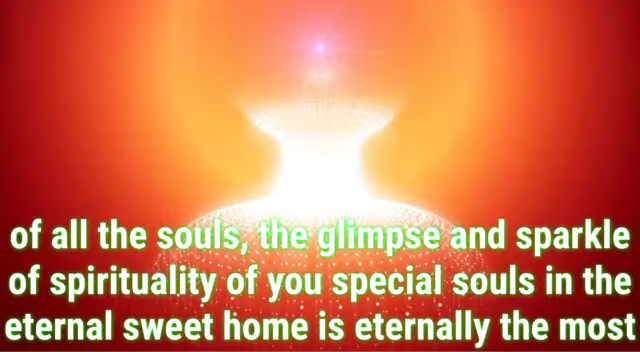 of all the souls, the glimpse and sparkle
of spirituality of you special souls in the
eternal sweet home is eternally the most